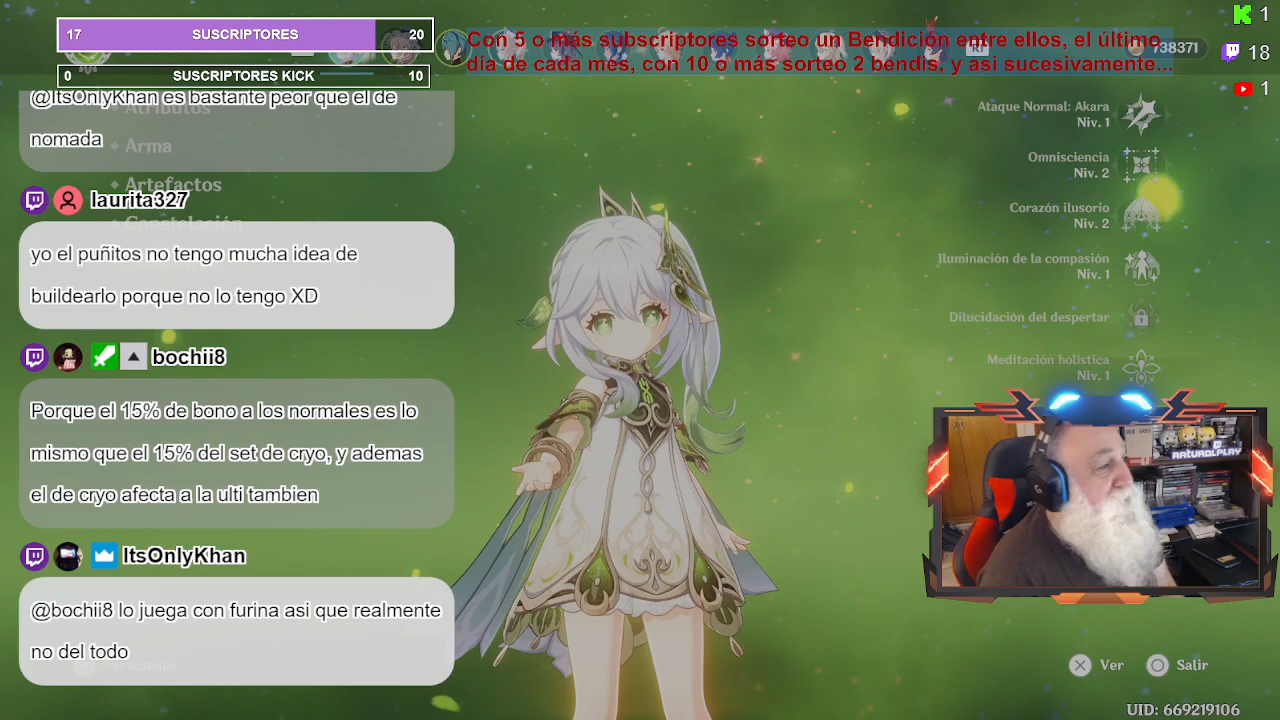 17 SUSCRIPTORES 20
0 SUSCRIPTORES KICK 10
Con 5 o más subscriptores sorteo un Bendición entre ellos, el último
día de cada mes, con 10 o más sorteo 2 bendis, y asi sucesivamente...
R1
738371
1
18
1
@ItsOnlyKhan es bastante peor que el de
nomada
Atributos
Arma
Artefactos
Constelación
laurita327
yo el puñitos no tengo mucha idea de
buildearlo porque no lo tengo XD
bochii8
Porque el 15% de bono a los normales es lo
mismo que el 15% del set de cryo, y ademas
el de cryo afecta a la ulti tambien
ItsOnlyKhan
@bochii8 lo juega con furina asi que realmente
no del todo
Ataque Normal: Akara
Niv. 1
Omnisciencia
Niv. 2
Corazón ilusorio
Niv. 2
Iluminación de la compasión
Niv. 1
Dilucidación del despertar
Meditación holística
Niv. 1
RATUROLPLAY
Ver
Salir
UID: 669219106